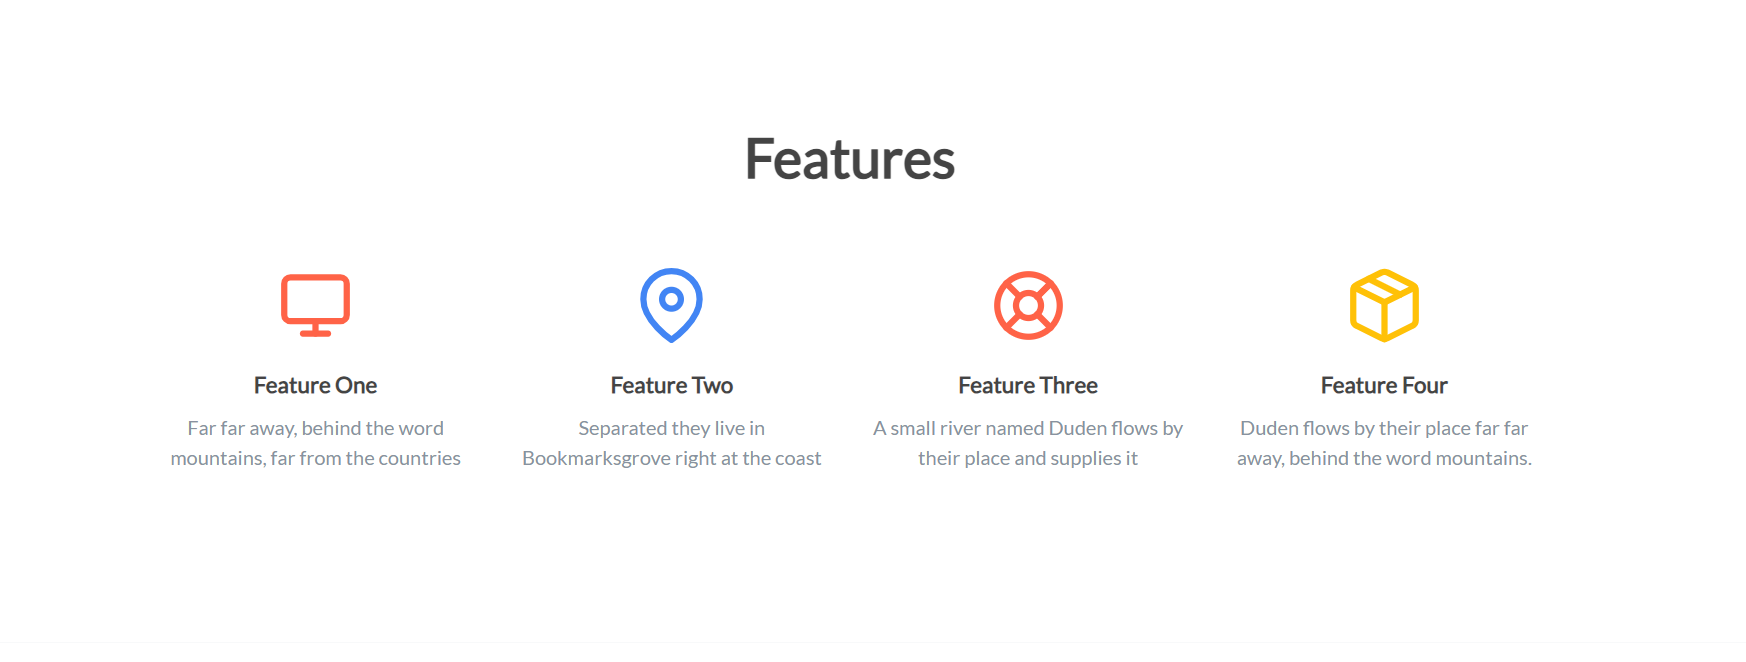 Features
Feature One
Far far away, behind the word
mountains, far from the countries
Feature Two
Separated they live in
Bookmarksgrove right at the coast
Feature Three
A small river named Duden flows by
their place and supplies it
Feature Four
Duden flows by their place far far
away, behind the word mountains.